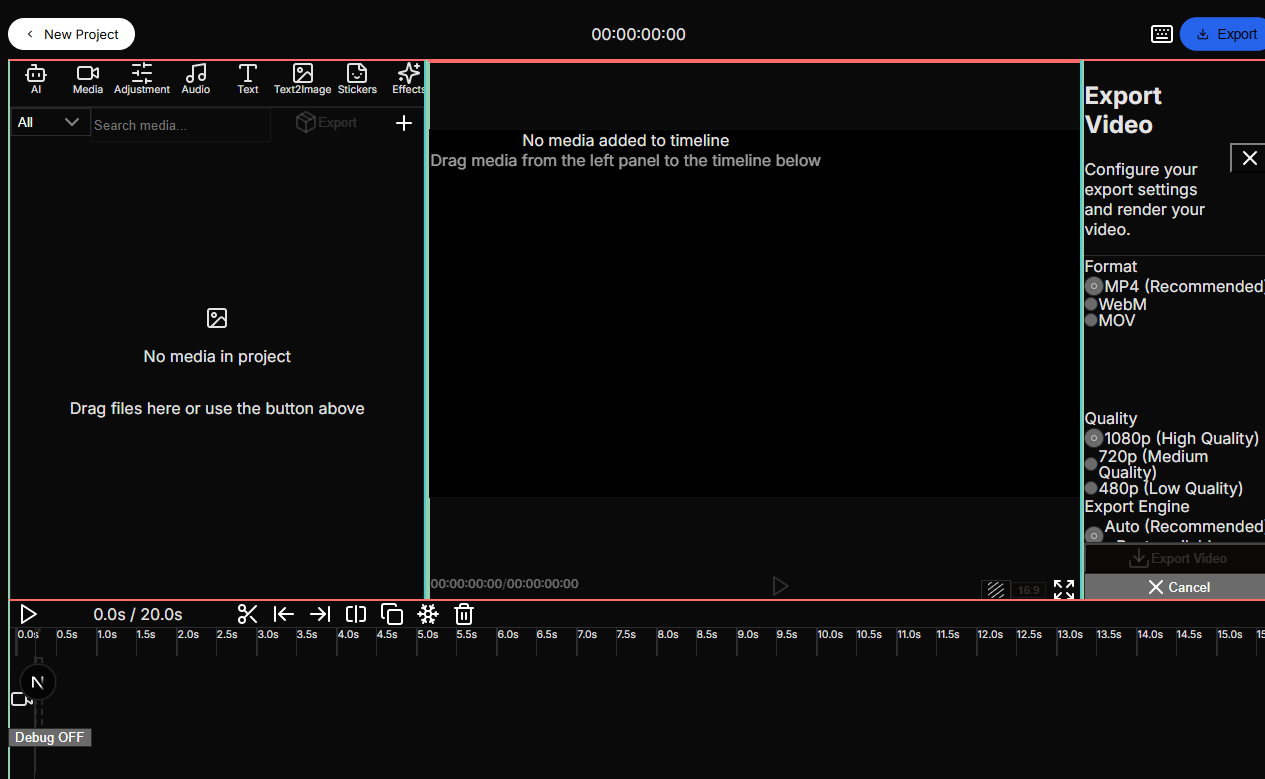 New Project
00:00:00:00
Export
AI
Media
Adjustment
Audio
Text
Text2Image
Stickers
Effects
All
Search media...
Export
No media in project
Drag files here or use the button above
No media added to timeline
Drag media from the left panel to the timeline below
00:00:00:00/00:00:00:00
16:9
Export
Video
Configure your
export settings
and render your
video.
Format
MP4 (Recommended)
WebM
MOV
Quality
1080p (High Quality)
720p (Medium
Quality)
480p (Low Quality)
Export Engine
Auto (Recommended
Export Video
Cancel
0.0s / 20.0s
0.0s 0.5s 1.0s 1.5s 2.0s 2.5s 3.0s 3.5s 4.0s 4.5s 5.0s 5.5s 6.0s 6.5s 7.0s 7.5s 8.0s 8.5s 9.0s 9.5s 10.0s 10.5s 11.0s 11.5s 12.0s 12.5s 13.0s 13.5s 14.0s 14.5s 15.0s
N
Debug OFF